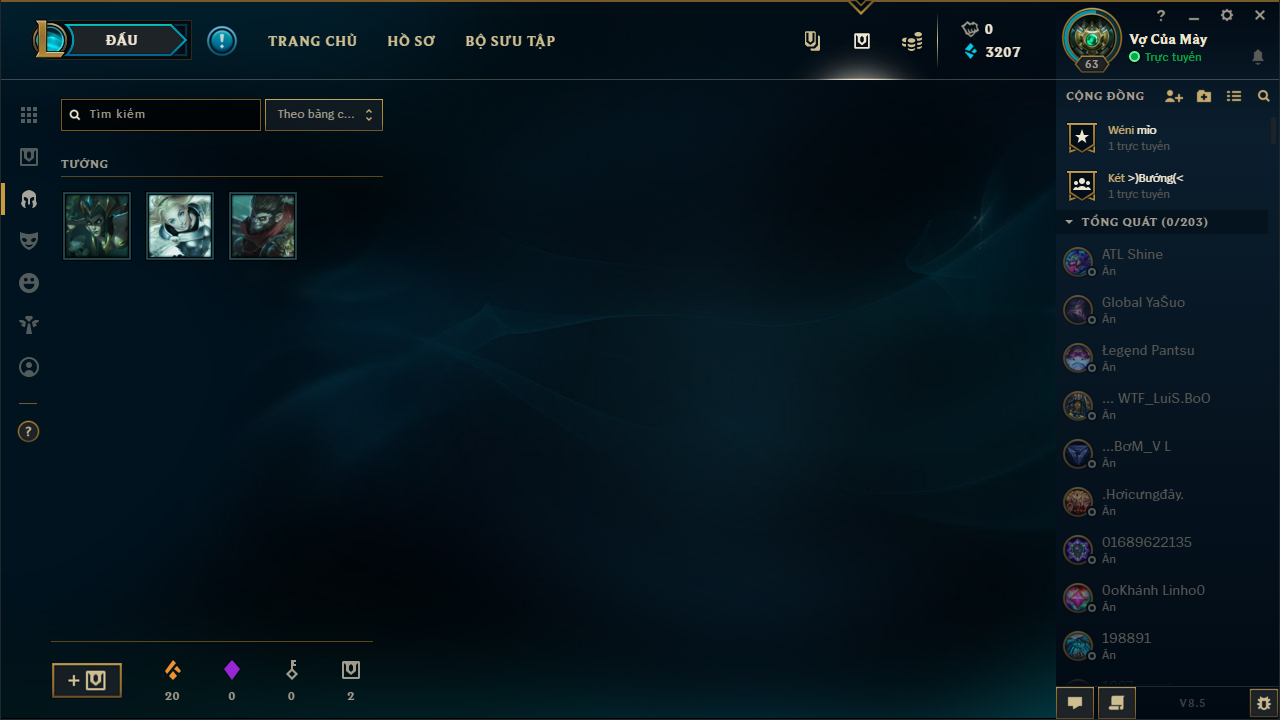 ĐẤU
TRANG CHỦ
HỒ SƠ
BỘ SƯU TẬP
0
3207
63
Vợ Của Mày
Trực tuyến
CỘNG ĐỒNG
Tìm kiếm
Theo bảng c...
TƯỚNG
Wéni mỉo
1 trực tuyến
Két >)Bướng(<
1 trực tuyến
TỔNG QUÁT (0/203)
ATL Shine
Ẩn
Global YaŠuo
Ẩn
Łegęnd Pantsu
Ẩn
... WTF_LuiS.BoO
Ẩn
...BơM_V L
Ẩn
.Hơicưngđây.
Ẩn
01689622135
Ẩn
0oKhánh Linho0
Ẩn
198891
Ẩn
20
0
0
2
V8.5